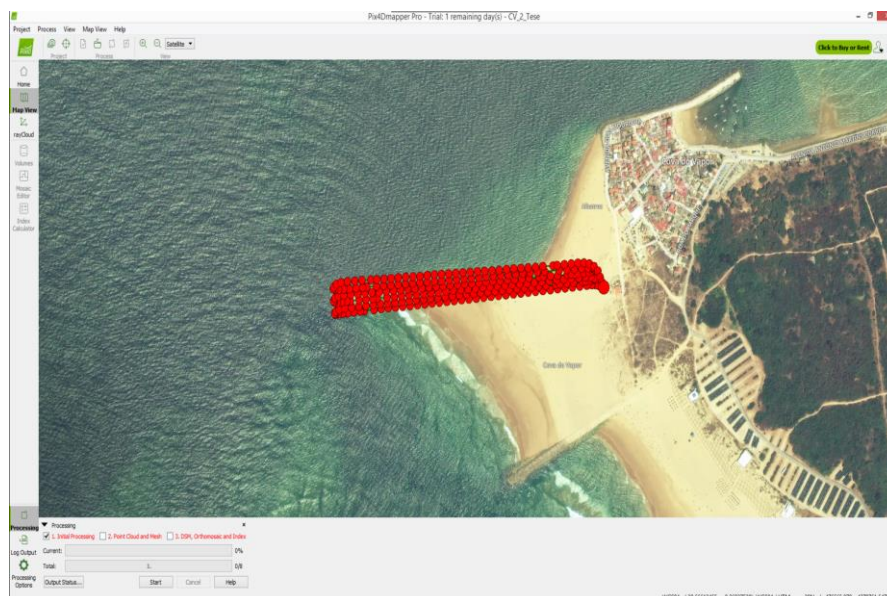 Pix4Dmapper Pro - Trial: 1 remaining day(s) - CV_2_Tese
Project Process View Map View Help
Satellite
Project Process View
Click to Buy or Rent
Home
Map View
rayCloud
Volumes
Mosaic
Editor
Index
Calculator
Cova do Vapor
Cova do Vapor
Processing
Processing
1. Initial Processing 2. Point Cloud and Mesh 3. DSM, Orthomosaic and Index
Log Output
Current: 0%
Total: 0/8
Processing
Options
Output Status... Start Cancel Help